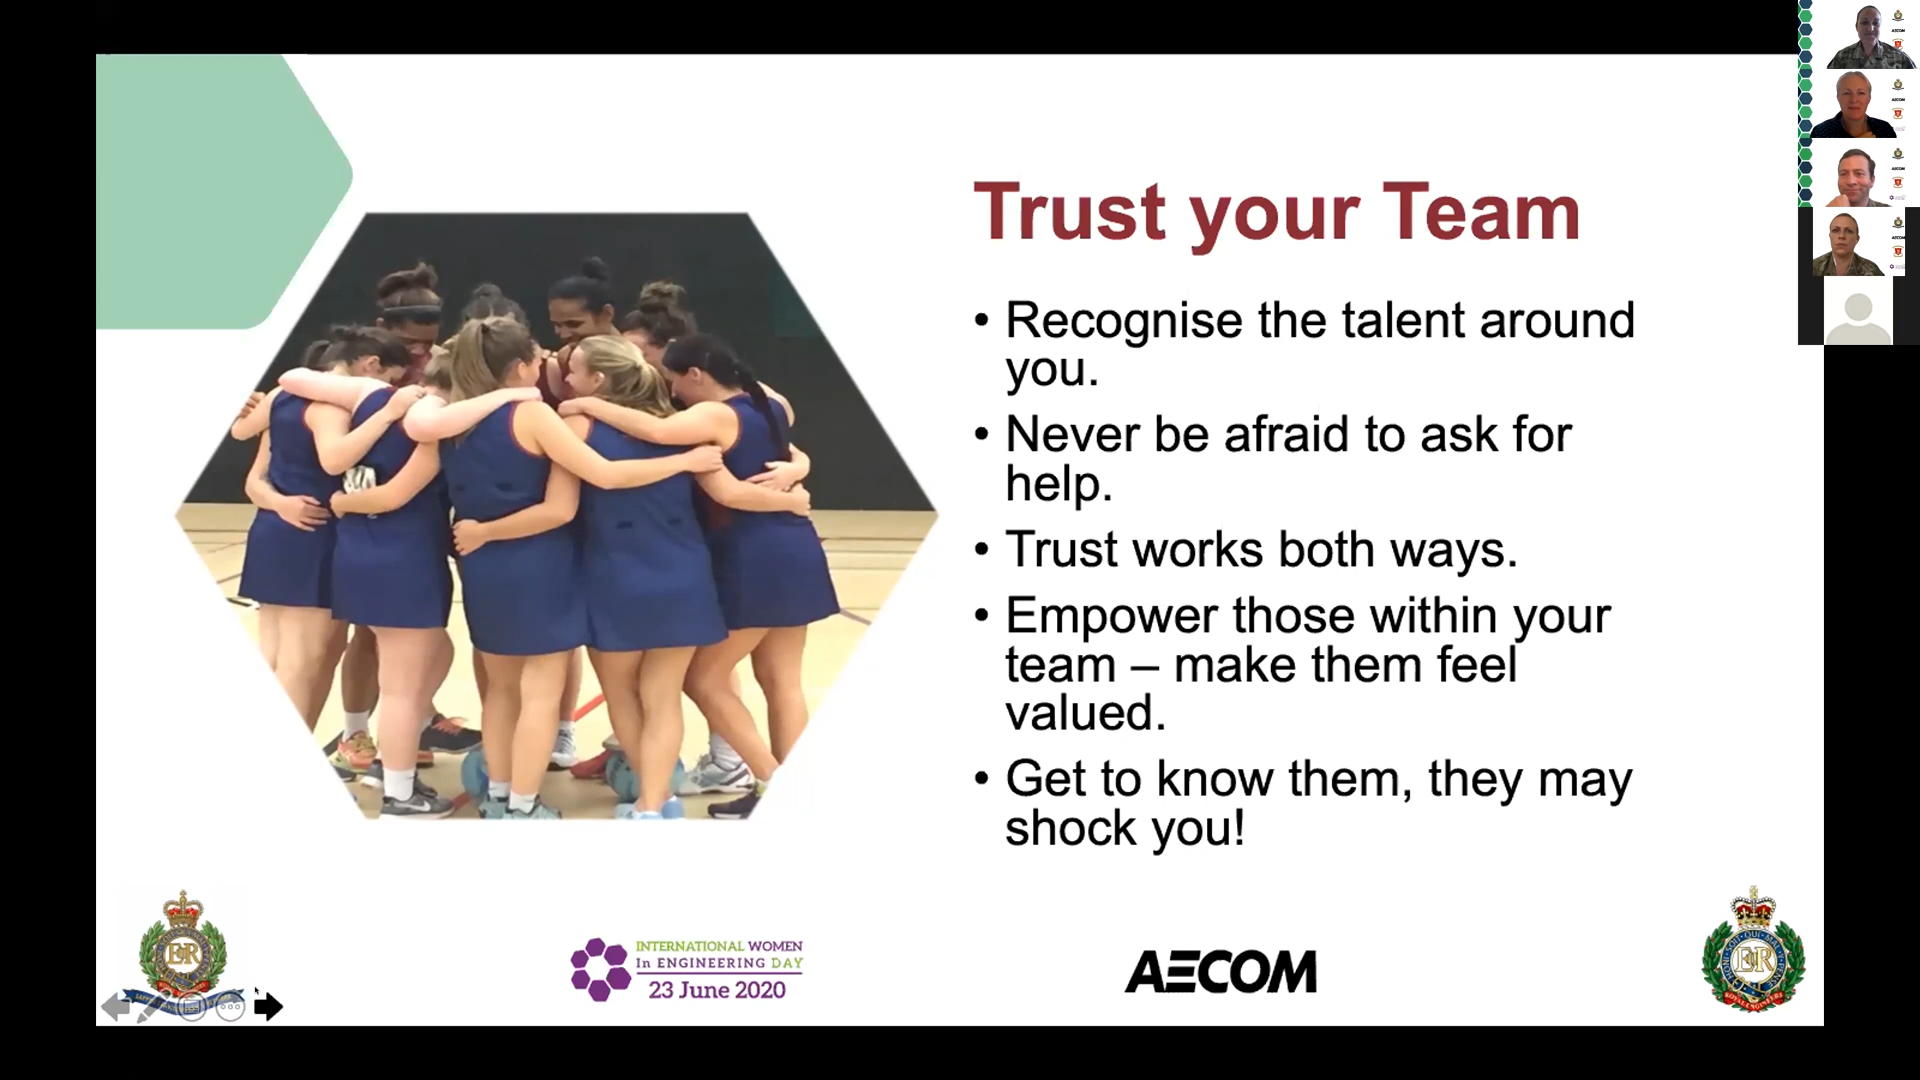 Trust your Team
• Recognise the talent around
you.
• Never be afraid to ask for
help.
• Trust works both ways.
• Empower those within your
team – make them feel
valued.
• Get to know them, they may
shock you!
INTERNATIONAL WOMEN
In ENGINEERING DAY
23 June 2020
AECOM
ROYAL ENGINEERS